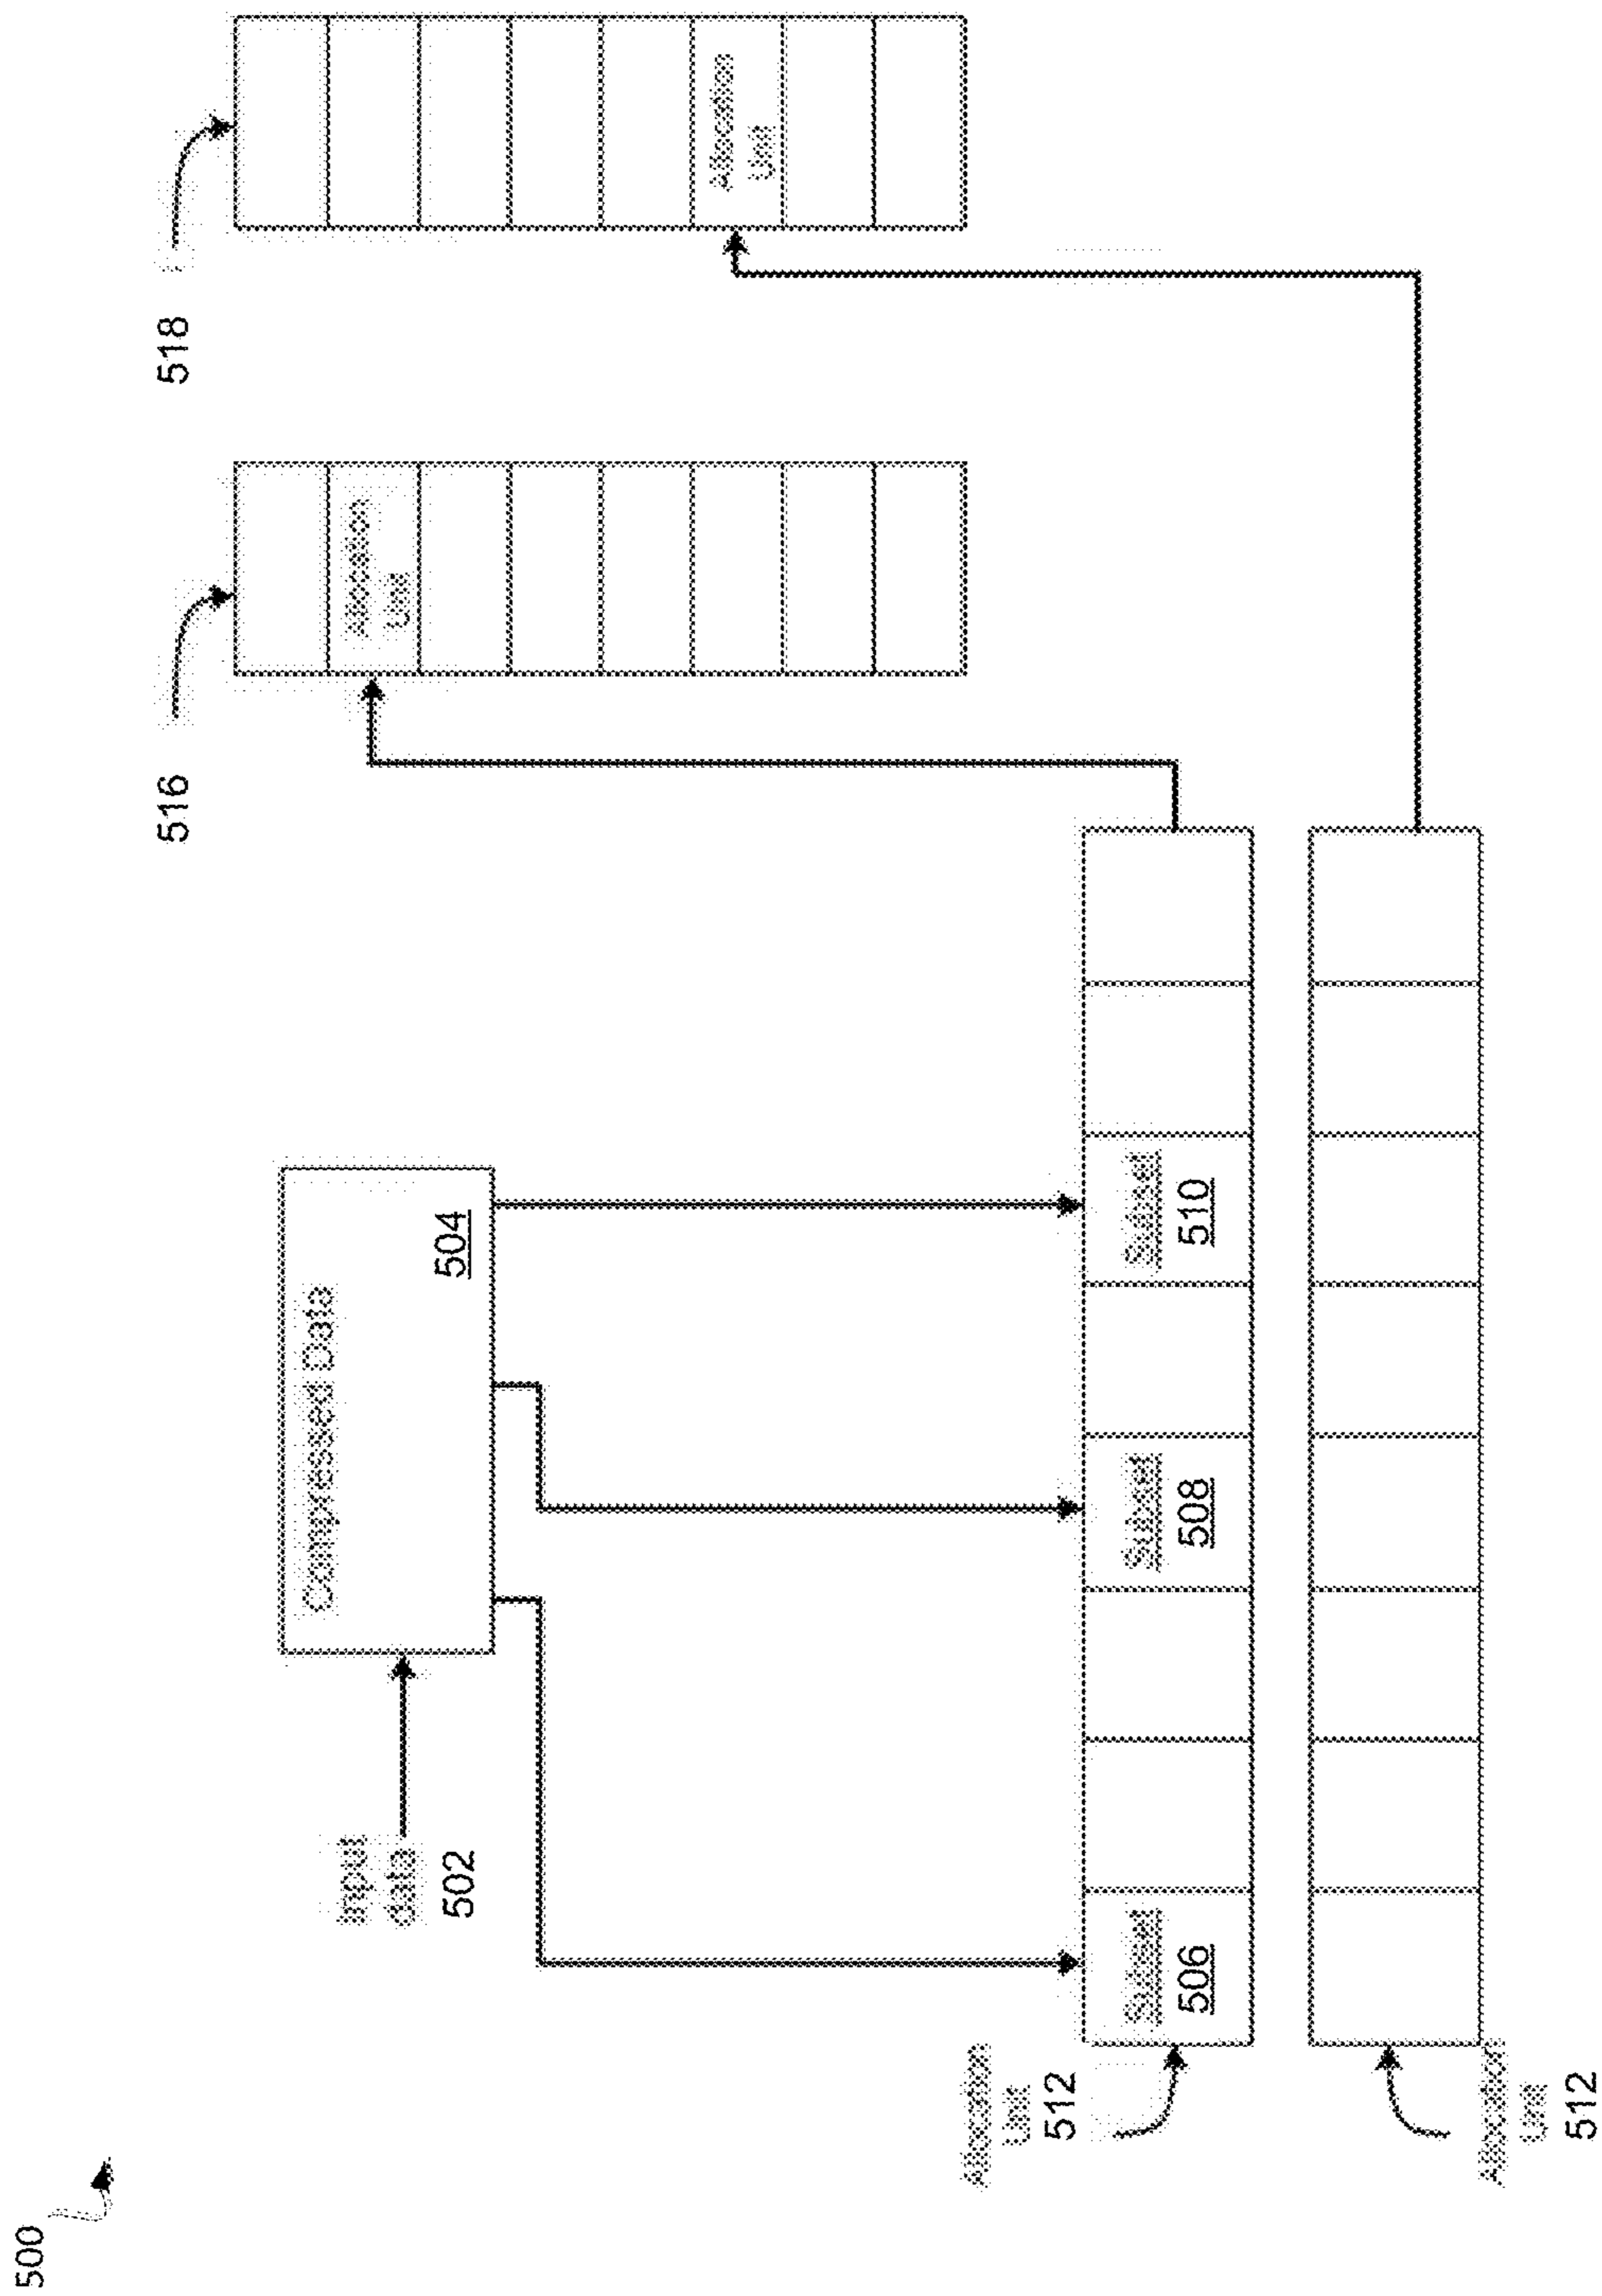 500
Input
data
502
Compressed Data
504
516
518
Allocation
Unit
Allocation
Unit
Allocation
Unit
512
Subset
506
Subset
508
Subset
510
Allocation
Unit
512